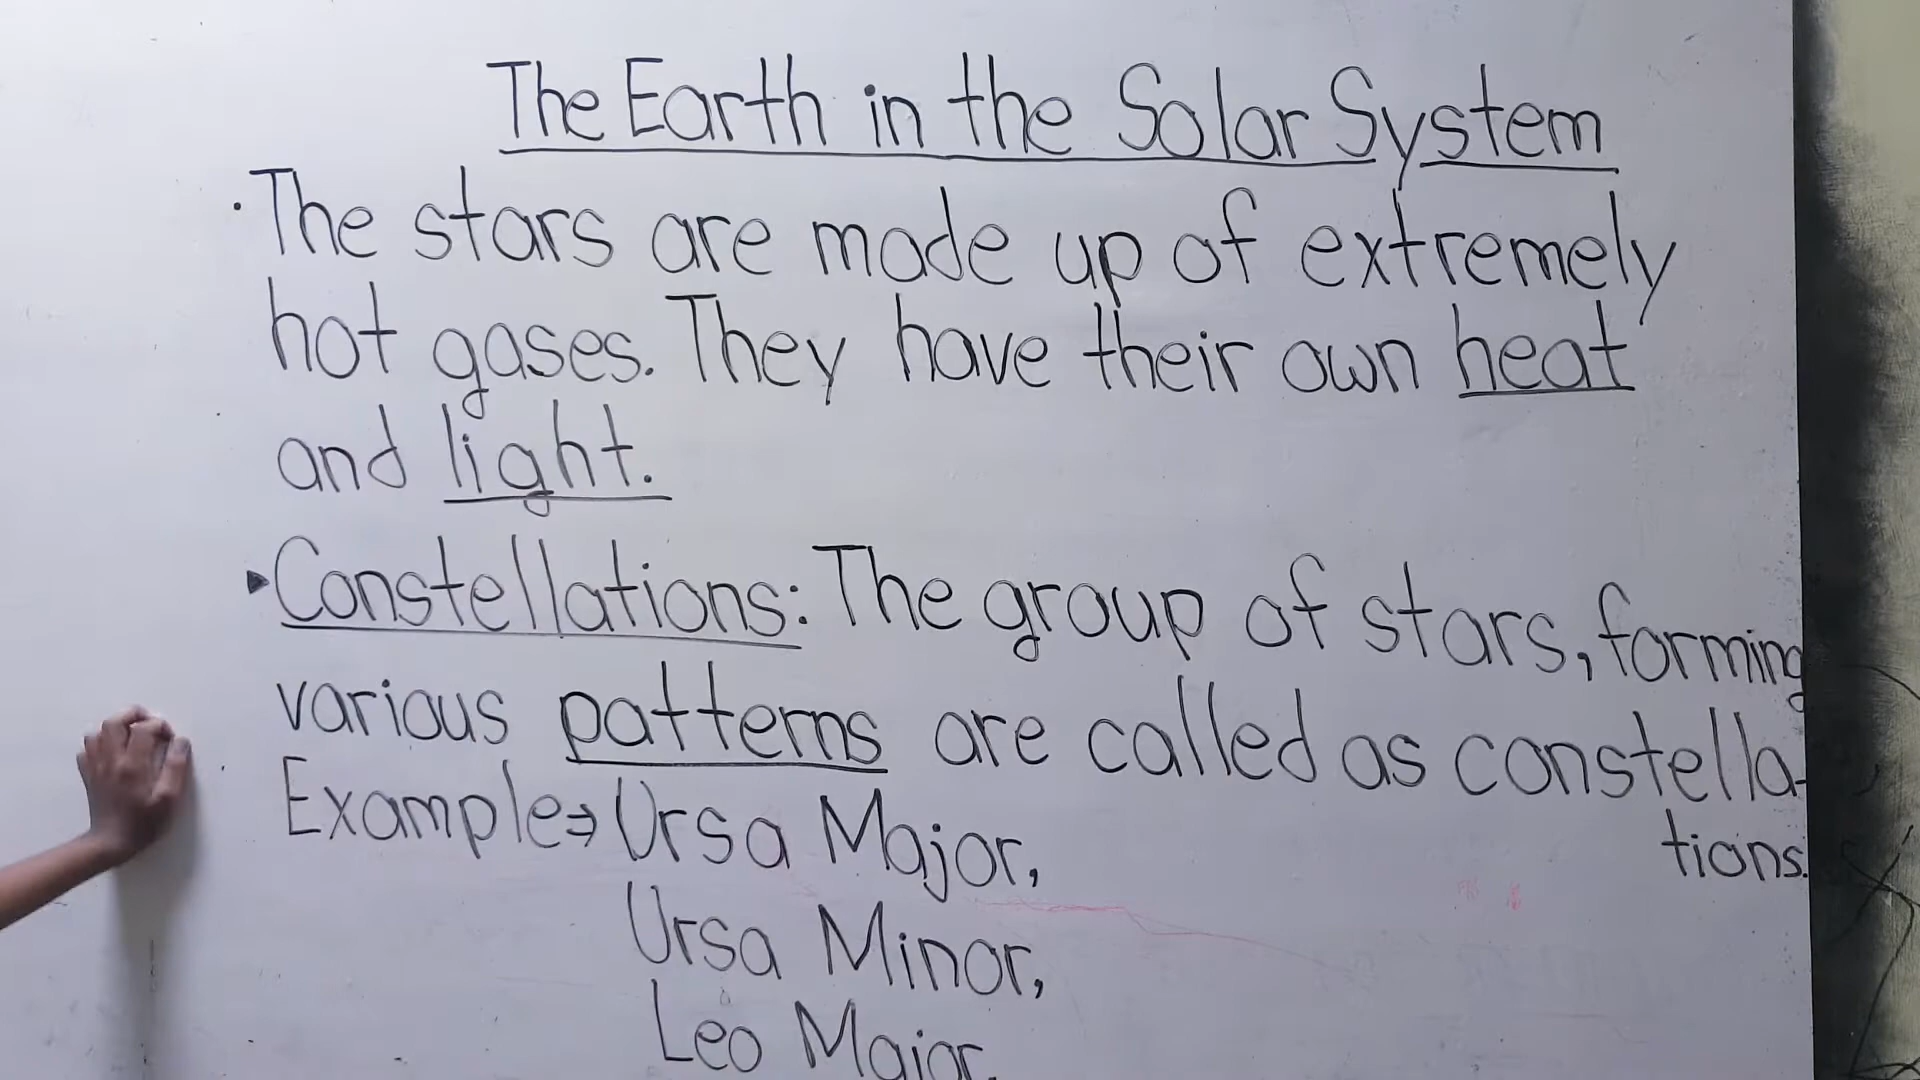 The Earth in the Solar System
· The stars are made up of extremely
hot gases. They have their own heat
and light.
▸ Constellations: The group of stars, forming
various patterns are called as constella-
tions.
Example⇒ Ursa Major,
Ursa Minor,
Leo Major